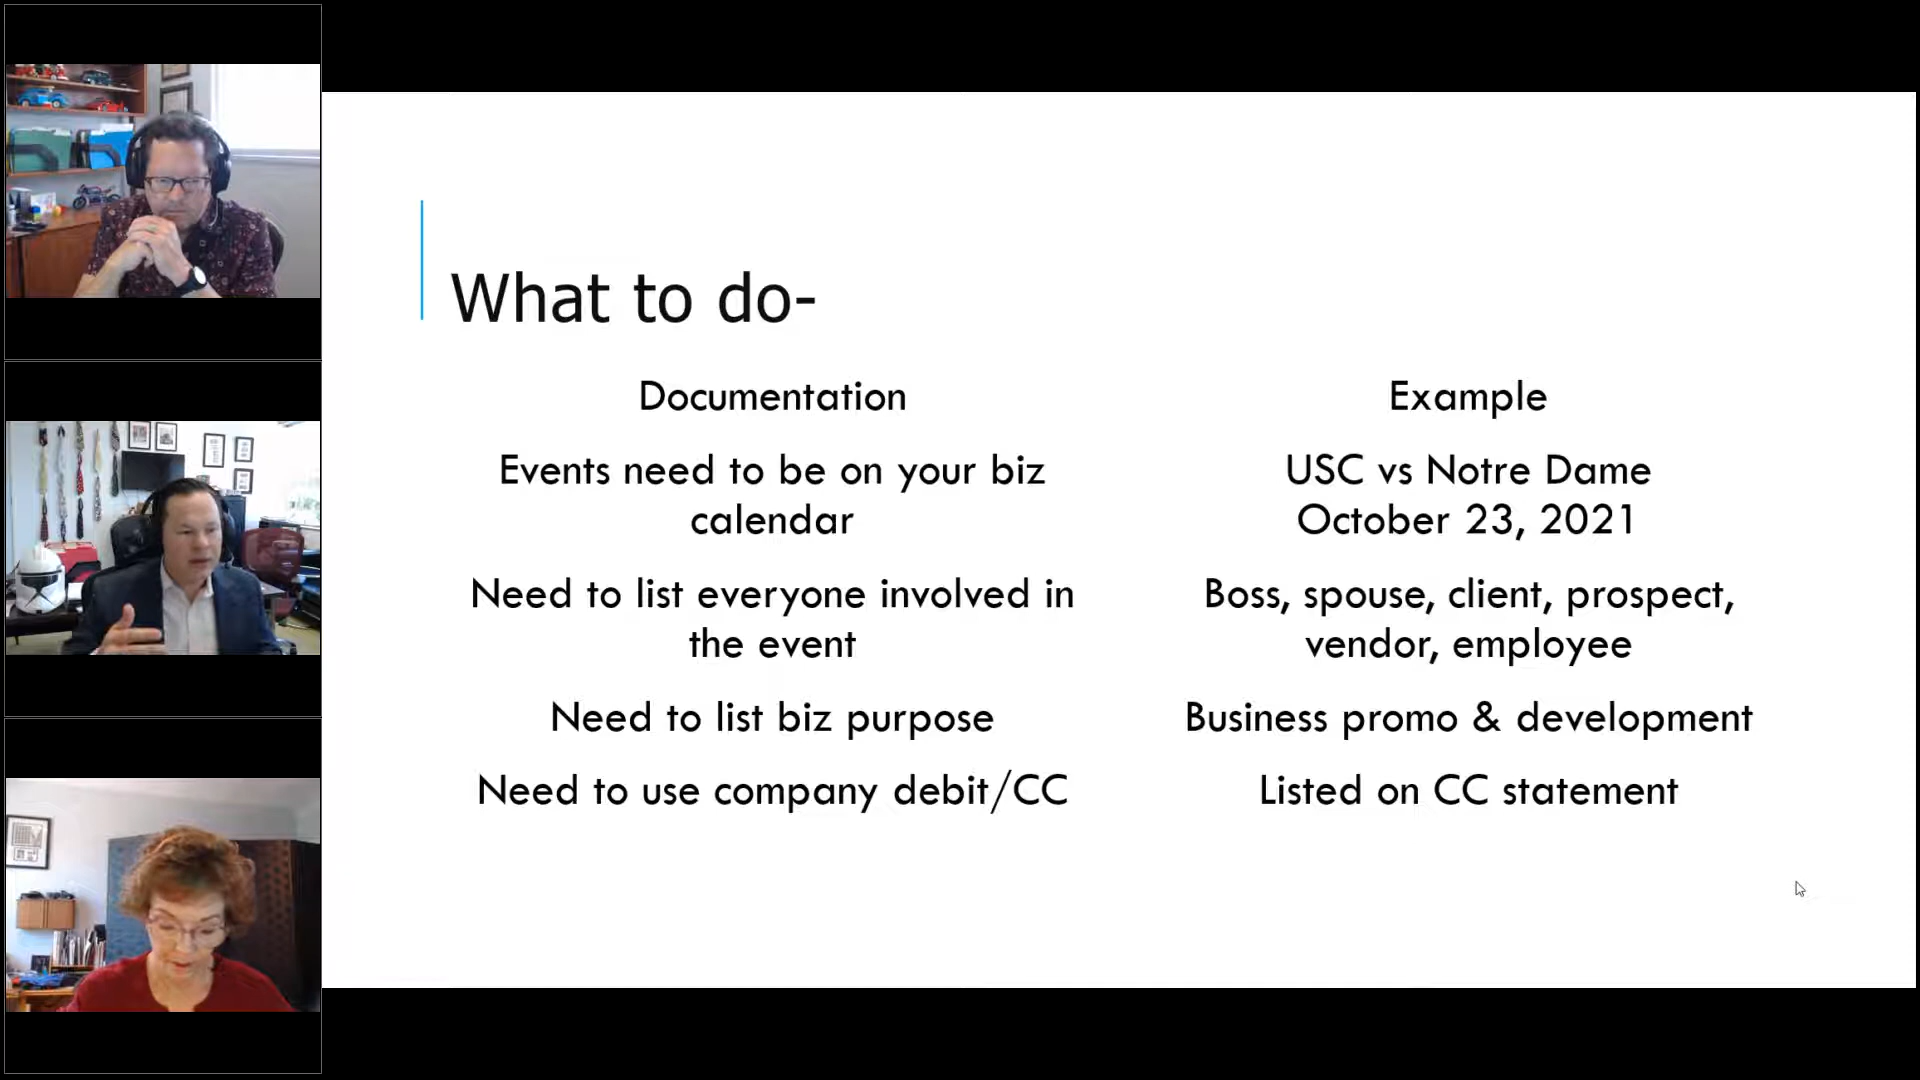 What to do-
Documentation
Events need to be on your biz
calendar
Need to list everyone involved in
the event
Need to list biz purpose
Need to use company debit/CC
Example
USC vs Notre Dame
October 23, 2021
Boss, spouse, client, prospect,
vendor, employee
Business promo & development
Listed on CC statement